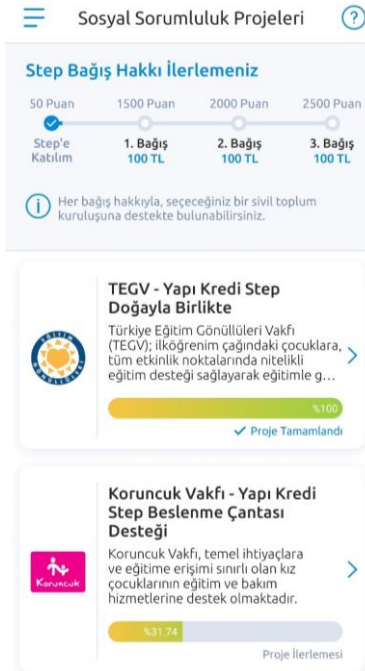 Sosyal Sorumluluk Projeleri
Step Bağış Hakkı İlerlemeniz
50 Puan 1500 Puan 2000 Puan 2500 Puan
Step'e 1. Bağış 2. Bağış 3. Bağış
Katılım 100 TL 100 TL 100 TL
Her bağış hakkıyla, seçeceğiniz bir sivil toplum
kuruluşuna destekte bulunabilirsiniz.
TEGV - Yapı Kredi Step
Doğayla Birlikte
Türkiye Eğitim Gönüllüleri Vakfı
(TEGV); ilköğrenim çağındaki çocuklara,
tüm etkinlik noktalarında nitelikli
eğitim desteği sağlayarak eğitimle g...
EĞİTİM
GÖNÜLLÜLERİ
%100
Proje Tamamlandı
Koruncuk Vakfı - Yapı Kredi
Step Beslenme Çantası
Desteği
Koruncuk Vakfı, temel ihtiyaçlara
ve eğitime erişimi sınırlı olan kız
çocuklarının eğitim ve bakım
hizmetlerine destek olmaktadır.
Koruncuk
%31.74
Proje İlerlemesi